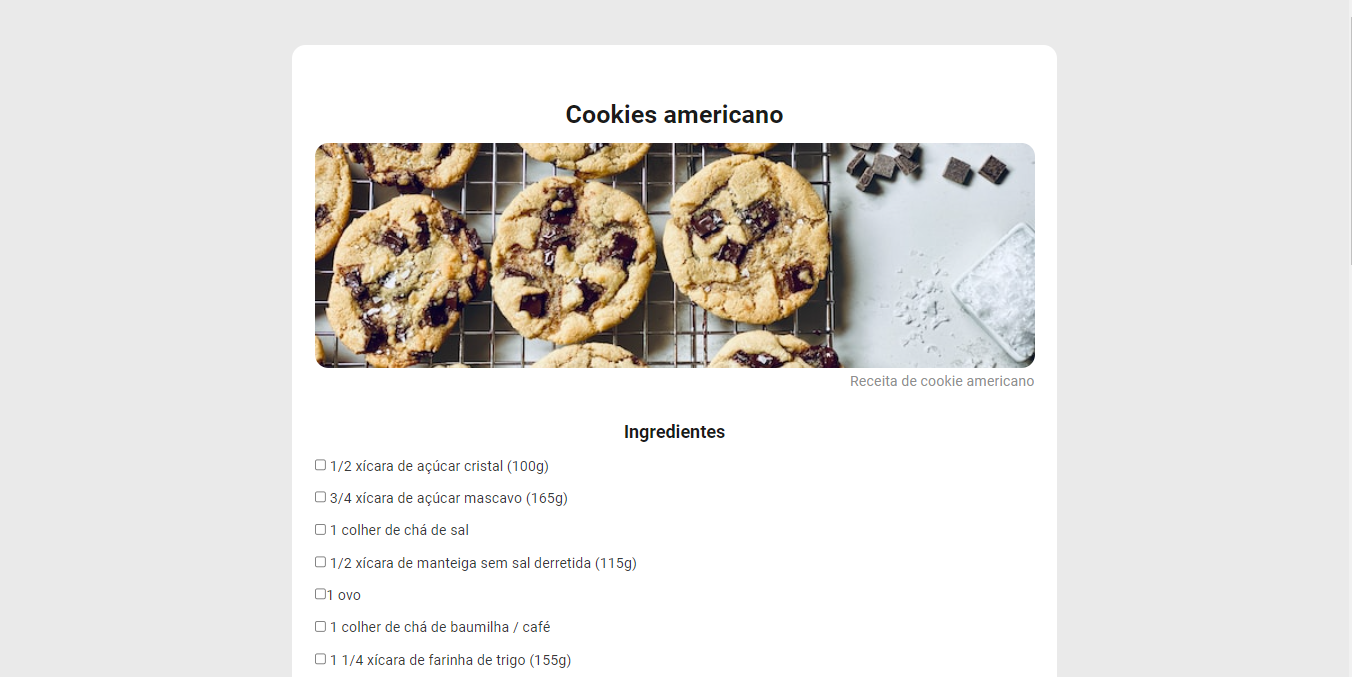 Cookies americano
Receita de cookie americano
Ingredientes
1/2 xícara de açúcar cristal (100g)
3/4 xícara de açúcar mascavo (165g)
1 colher de chá de sal
1/2 xícara de manteiga sem sal derretida (115g)
1 ovo
1 colher de chá de baumilha / café
1 1/4 xícara de farinha de trigo (155g)